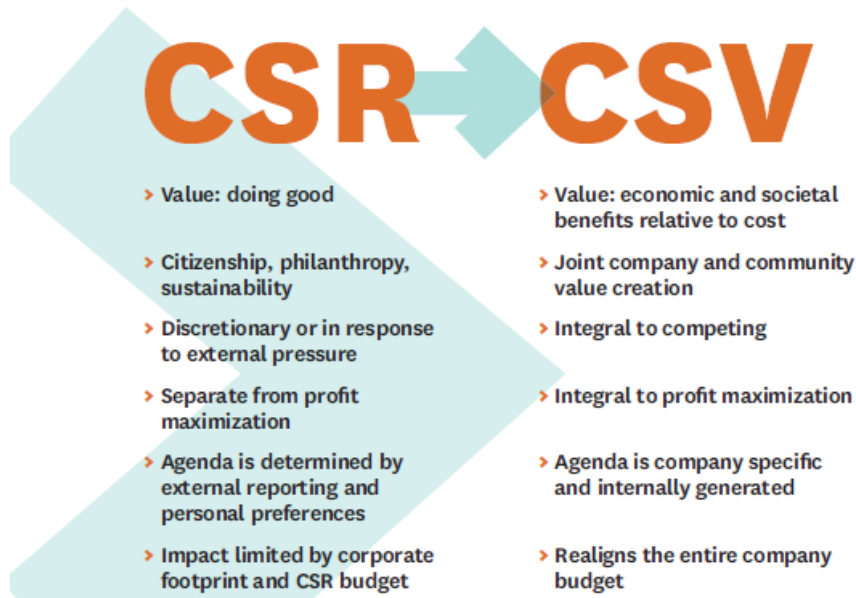 CSR CSV
> Value: doing good
> Value: economic and societal
benefits relative to cost
> Citizenship, philanthropy,
sustainability
> Joint company and community
value creation
> Discretionary or in response
to external pressure
> Integral to competing
> Separate from profit
maximization
> Integral to profit maximization
> Agenda is determined by
external reporting and
personal preferences
> Agenda is company specific
and internally generated
> Impact limited by corporate
footprint and CSR budget
> Realigns the entire company
budget